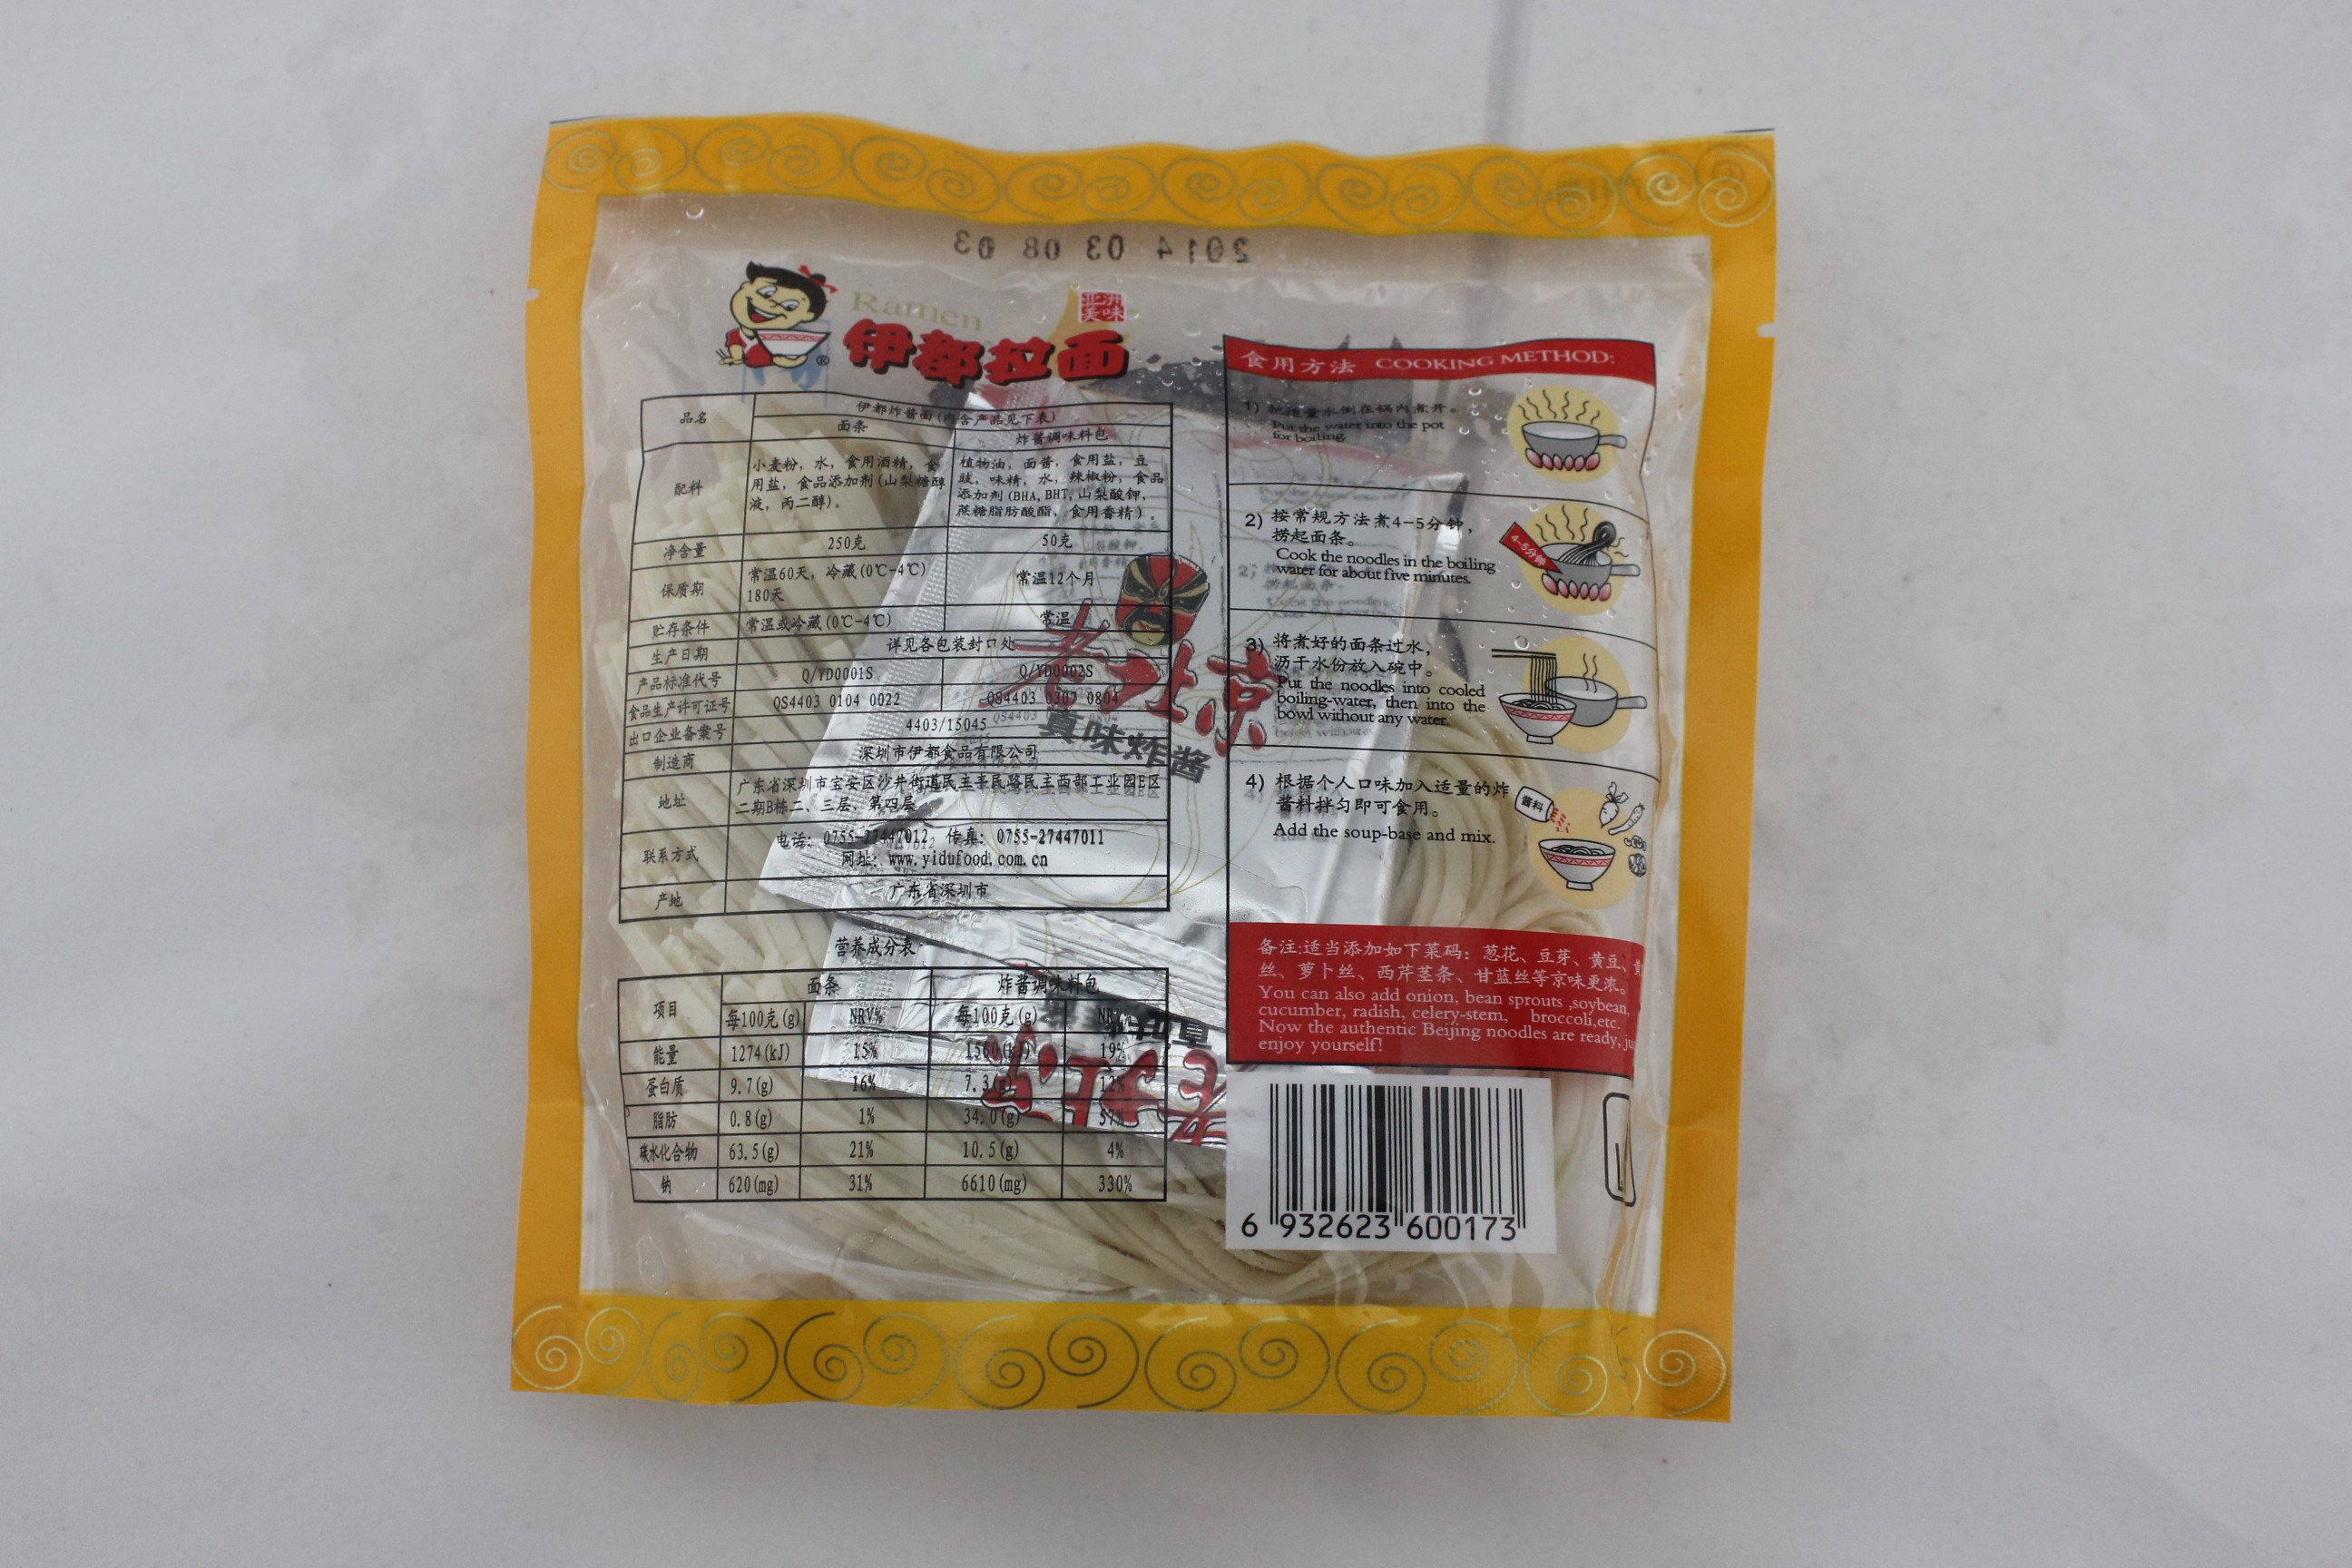 2014 03 08 03
Ramen
亚洲
美味
伊都拉面
®
品名 伊都炸酱面(内含产品见下表)
面条 炸酱调味料包
配料 小麦粉，水，食用酒精，食
用盐，食品添加剂(山梨糖醇
液，丙二醇)。
植物油，面酱，食用盐，豆
豉，味精，水，辣椒粉，食品
添加剂(BHA,BHT,山梨酸钾，
蔗糖脂肪酸酯，食用香精)。
净含量 250克 50克
保质期 常温60天，冷藏(0℃-4℃)
180天
常温12个月
贮存条件 常温或冷藏(0℃-4℃) 常温
生产日期 详见各包装封口处
产品标准代号 Q/YD0001S Q/YD0002S
食品生产许可证号 QS4403 0104 0022 QS4403 0307 0804
出口企业备案号 4403/15045
制造商 深圳市伊都食品有限公司
地址 广东省深圳市宝安区沙井街道民主丰民路民主西部工业园E区
二期B栋二、三层、第四层
联系方式 电话：0755-27447012，传真：0755-27447011
网址：www.yidufood.com.cn
产地 广东省深圳市
营养成分表
项目 面条 炸酱调味料包
每100克(g) NRV% 每100克(g) NRV%
能量 1274(kJ) 15% 1560(kJ) 19%
蛋白质 9.7(g) 16% 7.3(g) 12%
脂肪 0.8(g) 1% 34.0(g) 57%
碳水化合物 63.5(g) 21% 10.5(g) 4%
钠 620(mg) 31% 6610(mg) 330%
老北京
真味炸酱
老北京
真味
食用方法 COOKING METHOD:
1) 把适量水倒在锅内煮开。
Put the water into the pot
for boiling
2) 按常规方法煮4-5分钟，
捞起面条。
Cook the noodles in the boiling
water for about five minutes.
4-5分钟
3) 将煮好的面条过水，
沥干水份放入碗中。
Put the noodles into cooled
boiling-water, then into the
bowl without any water.
4) 根据个人口味加入适量的炸
酱料拌匀即可食用。
Add the soup-base and mix.
酱料
备注:适当添加如下菜码：葱花、豆芽、黄豆、黄
丝、萝卜丝、西芹茎条、甘蓝丝等京味更浓。
You can also add onion, bean sprouts ,soybean,
cucumber, radish, celery-stem, broccoli,etc.
Now the authentic Beijing noodles are ready, ju
enjoy yourself!
6 932623 600173